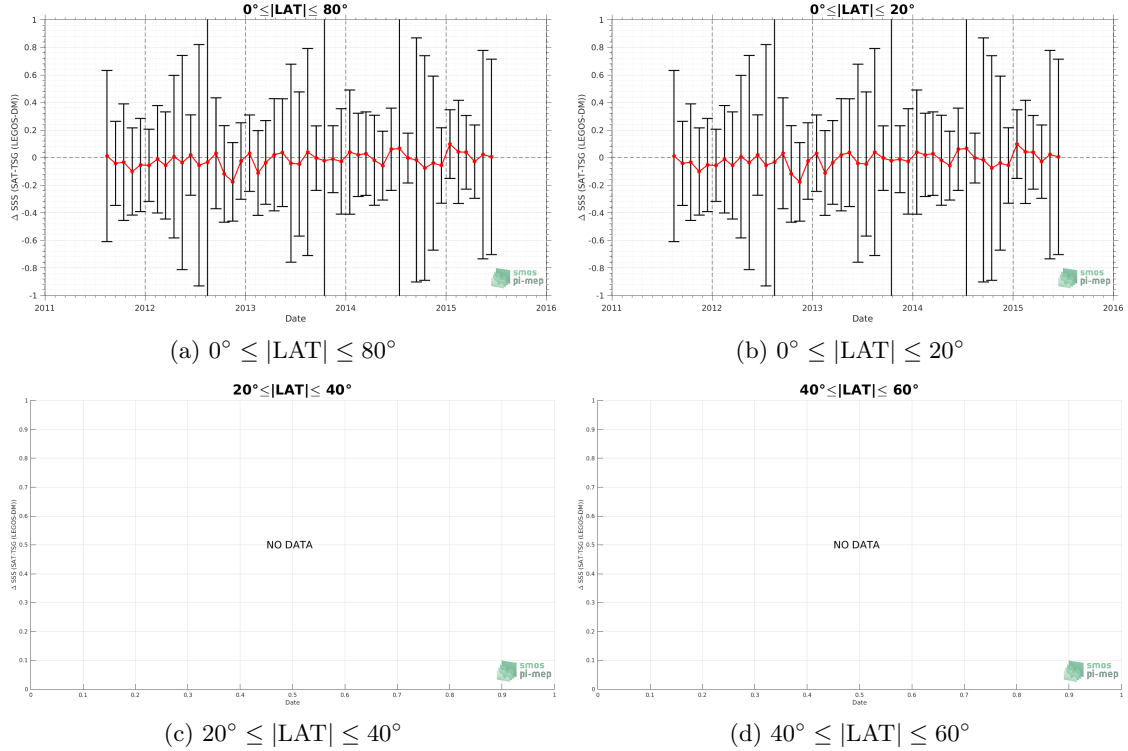 0°≤|LAT|≤ 80°
Δ SSS (SAT-TSG (LEGOS-DM))
1
0.8
0.6
0.4
0.2
0
-0.2
-0.4
-0.6
-0.8
-1
2011
2012
2013
2014
2015
2016
Date
smos
pi-mep
(a) 0° ≤ |LAT| ≤ 80°
0°≤|LAT|≤ 20°
Δ SSS (SAT-TSG (LEGOS-DM))
1
0.8
0.6
0.4
0.2
0
-0.2
-0.4
-0.6
-0.8
-1
2011
2012
2013
2014
2015
2016
Date
smos
pi-mep
(b) 0° ≤ |LAT| ≤ 20°
20°≤|LAT|≤ 40°
Δ SSS (SAT-TSG (LEGOS-DM))
1
0.9
0.8
0.7
0.6
0.5
0.4
0.3
0.2
0.1
0
NO DATA
0
0.1
0.2
0.3
0.4
0.5
0.6
0.7
0.8
0.9
1
Date
smos
pi-mep
(c) 20° ≤ |LAT| ≤ 40°
40°≤|LAT|≤ 60°
Δ SSS (SAT-TSG (LEGOS-DM))
1
0.9
0.8
0.7
0.6
0.5
0.4
0.3
0.2
0.1
0
NO DATA
0.1
0.2
0.3
0.4
0.5
0.6
0.7
0.8
0.9
1
Date
smos
pi-mep
(d) 40° ≤ |LAT| ≤ 60°